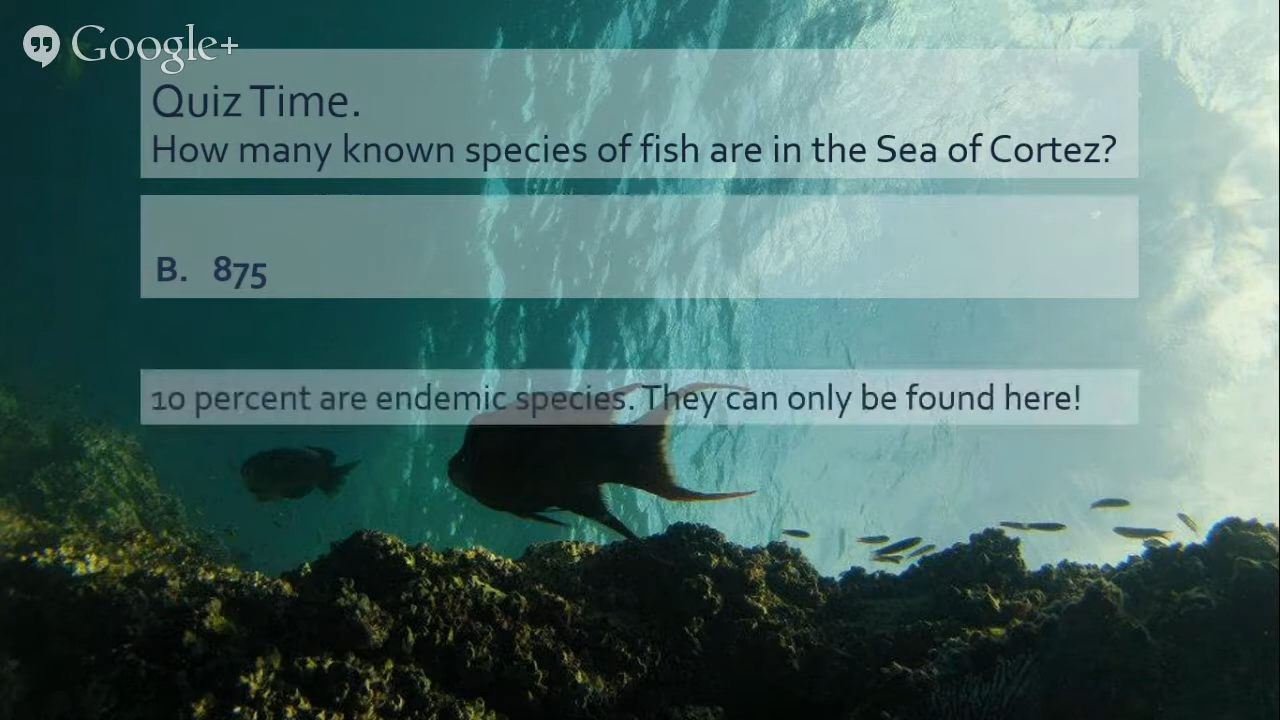 Google+
Quiz Time.
How many known species of fish are in the Sea of Cortez?
B. 875
10 percent are endemic species. They can only be found here!